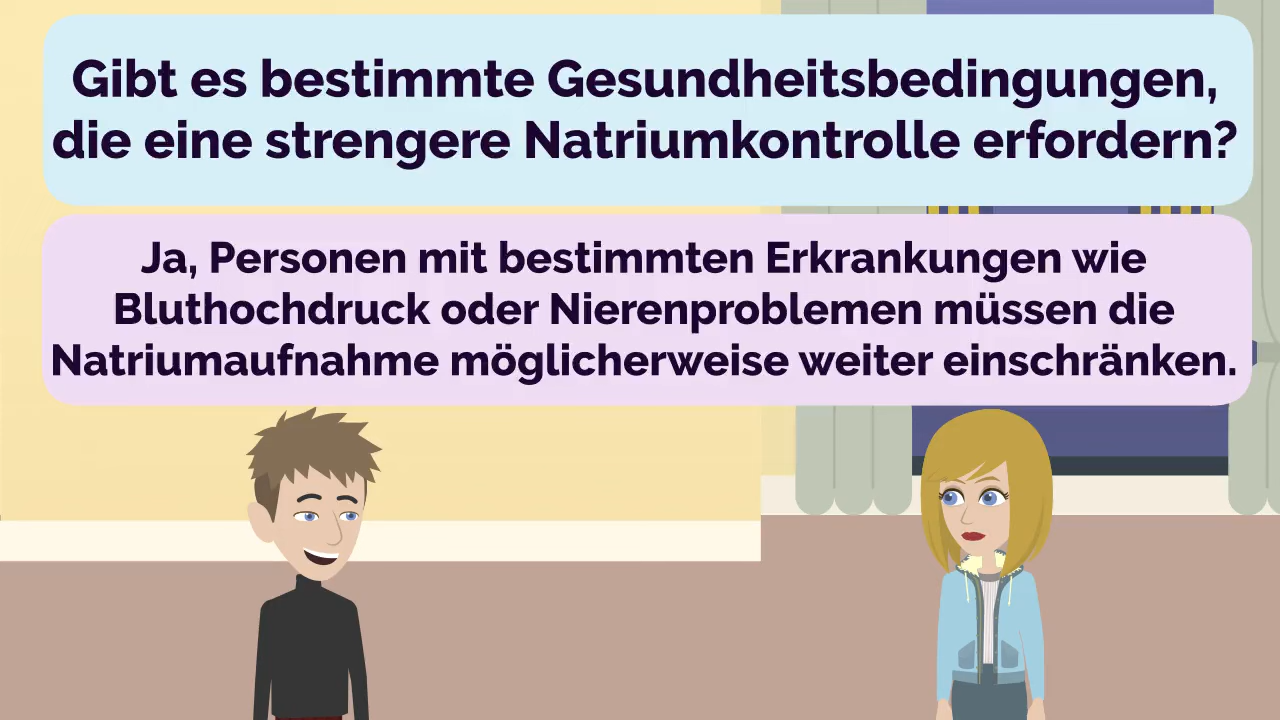 Gibt es bestimmte Gesundheitsbedingungen,
die eine strengere Natriumkontrolle erfordern?
Ja, Personen mit bestimmten Erkrankungen wie
Bluthochdruck oder Nierenproblemen müssen die
Natriumaufnahme möglicherweise weiter einschränken.